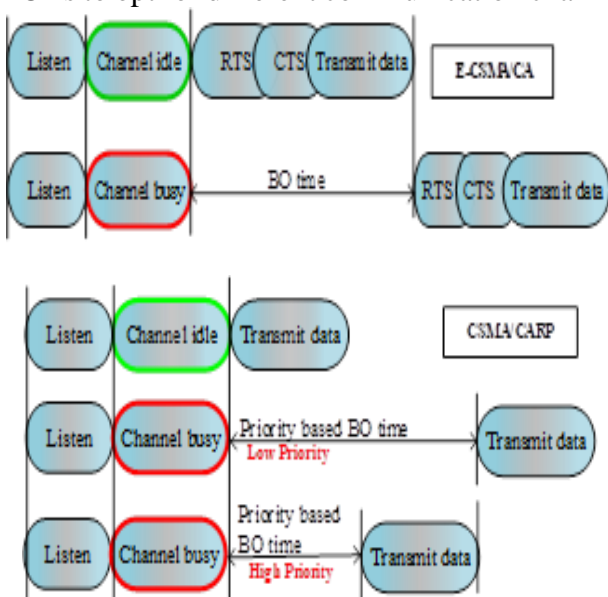 Listen Channel idle RTS CTS Transmit data E-CSMA/CA
Listen Channel busy BO time RTS CTS Transmit data
Listen Channel idle Transmit data CSMA/CARP
Listen Channel busy Priority based BO time Transmit data
Low Priority
Priority based
Listen Channel busy BO time Transmit data
High Priority